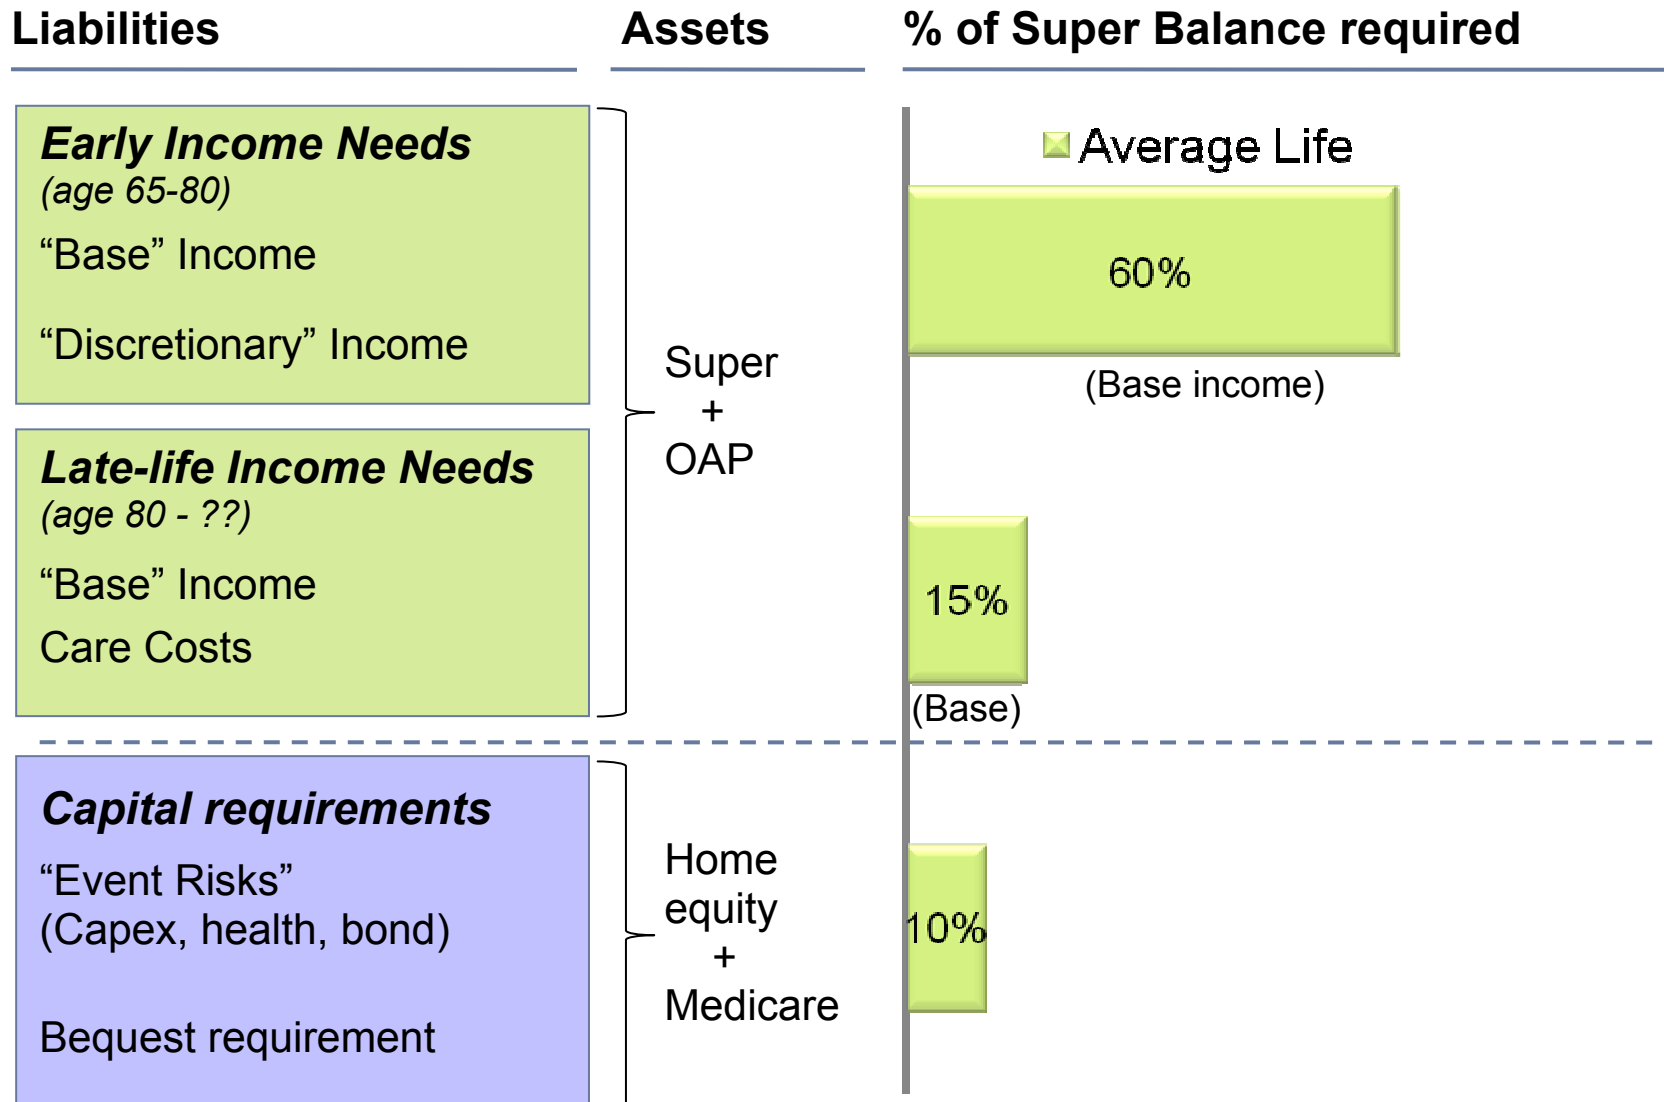 Liabilities
Assets
% of Super Balance required
Early Income Needs
(age 65-80)
“Base” Income
“Discretionary” Income
Late-life Income Needs
(age 80 - ??)
“Base” Income
Care Costs
Capital requirements
“Event Risks”
(Capex, health, bond)
Bequest requirement
Super
+
OAP
Home
equity
+
Medicare
Average Life
60%
(Base income)
15%
(Base)
10%